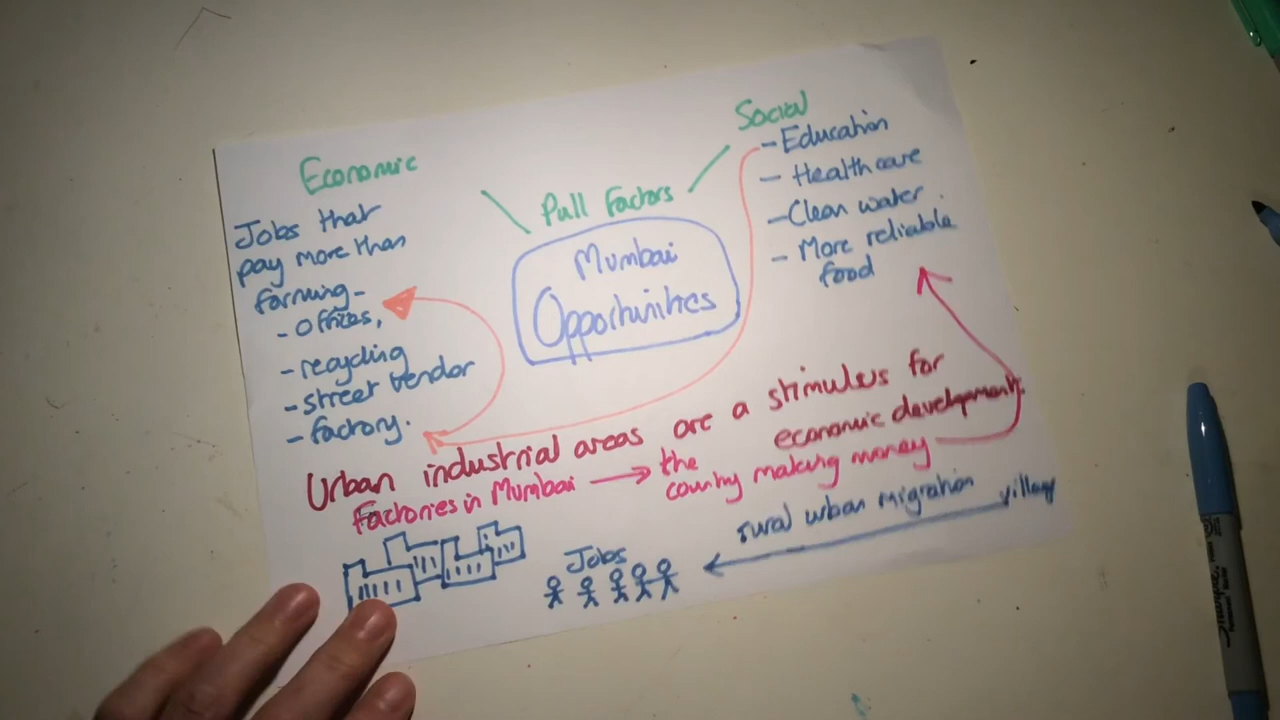 Economic
Jobs that
pay more than
farming-
- offices,
- recycling
- street vendor
- factory.
Pull Factors
Mumbai
Opportunities
Social
- Education
- Healthcare
- Clean water
- More reliable
food
Urban industrial areas are a stimulus for
economic development.
Factories in Mumbai → the
country making money
rural urban migration
village
Jobs
Sharpie